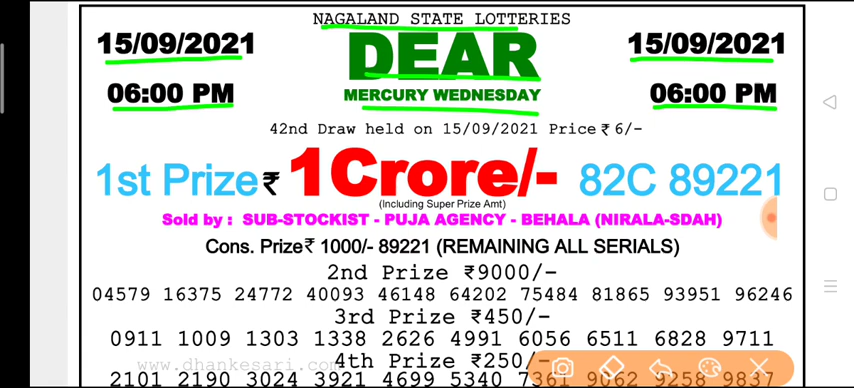 NAGALAND STATE LOTTERIES
15/09/2021 DEAR 15/09/2021
06:00 PM MERCURY WEDNESDAY 06:00 PM
42nd Draw held on 15/09/2021 Price ₹ 6/-
1st Prize ₹ 1Crore/- 82C 89221
(Including Super Prize Amt)
Sold by : SUB-STOCKIST - PUJA AGENCY - BEHALA (NIRALA-SDAH)
Cons. Prize ₹ 1000/- 89221 (REMAINING ALL SERIALS)
2nd Prize ₹9000/-
04579 16375 24772 40093 46148 64202 75484 81865 93951 96246
3rd Prize ₹450/-
0911 1009 1303 1338 2626 4991 6056 6511 6828 9711
www.dhankesari.com 4th Prize ₹250/-
2101 2190 3024 3921 4699 5340 7361 9062 9258 9837